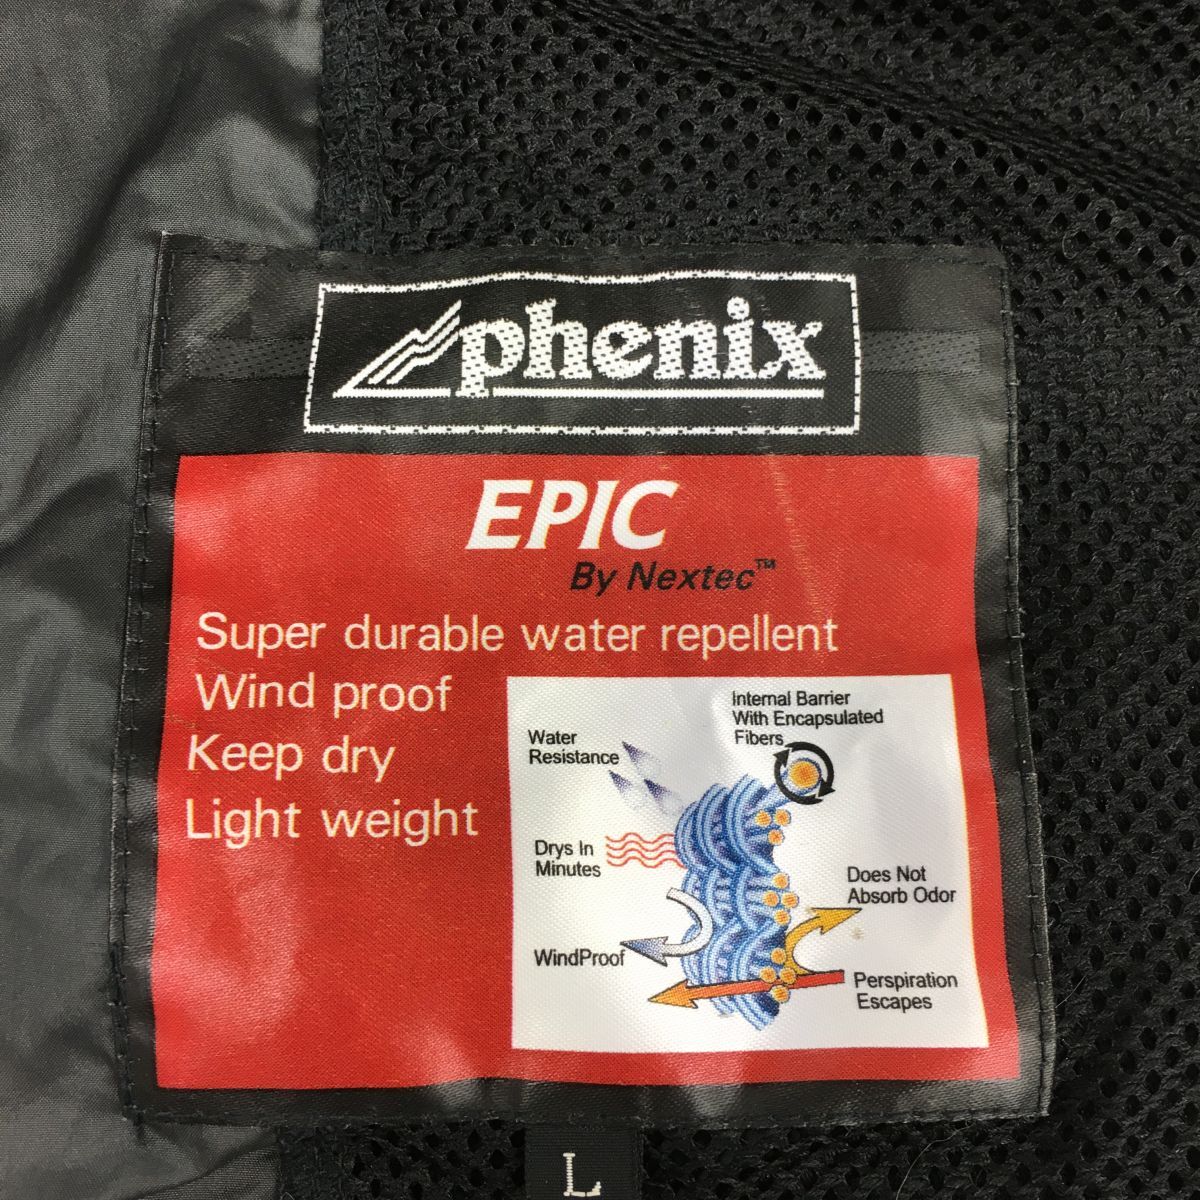 phenix
EPIC
By Nextec™
Super durable water repellent
Wind proof
Keep dry
Light weight
Internal Barrier
With Encapsulated
Fibers
Water
Resistance
Drys In
Minutes
Does Not
Absorb Odor
WindProof
Perspiration
Escapes
L